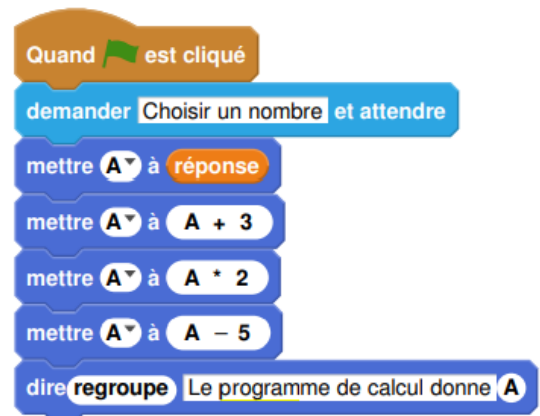 Quand est cliqué
demander Choisir un nombre et attendre
mettre A à réponse
mettre A à A + 3
mettre A à A * 2
mettre A à A – 5
dire regroupe Le programme de calcul donne A